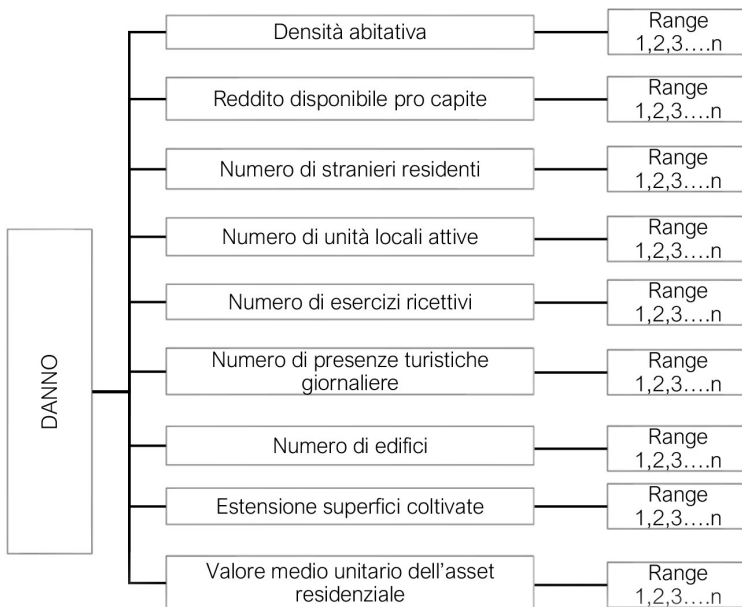 DANNO
Densità abitativa
Range
1,2,3....n
Reddito disponibile pro capite
Range
1,2,3....n
Numero di stranieri residenti
Range
1,2,3....n
Numero di unità locali attive
Range
1,2,3....n
Numero di esercizi ricettivi
Range
1,2,3....n
Numero di presenze turistiche
giornaliere
Range
1,2,3....n
Numero di edifici
Range
1,2,3....n
Estensione superfici coltivate
Range
1,2,3....n
Valore medio unitario dell'asset
residenziale
Range
1,2,3....n